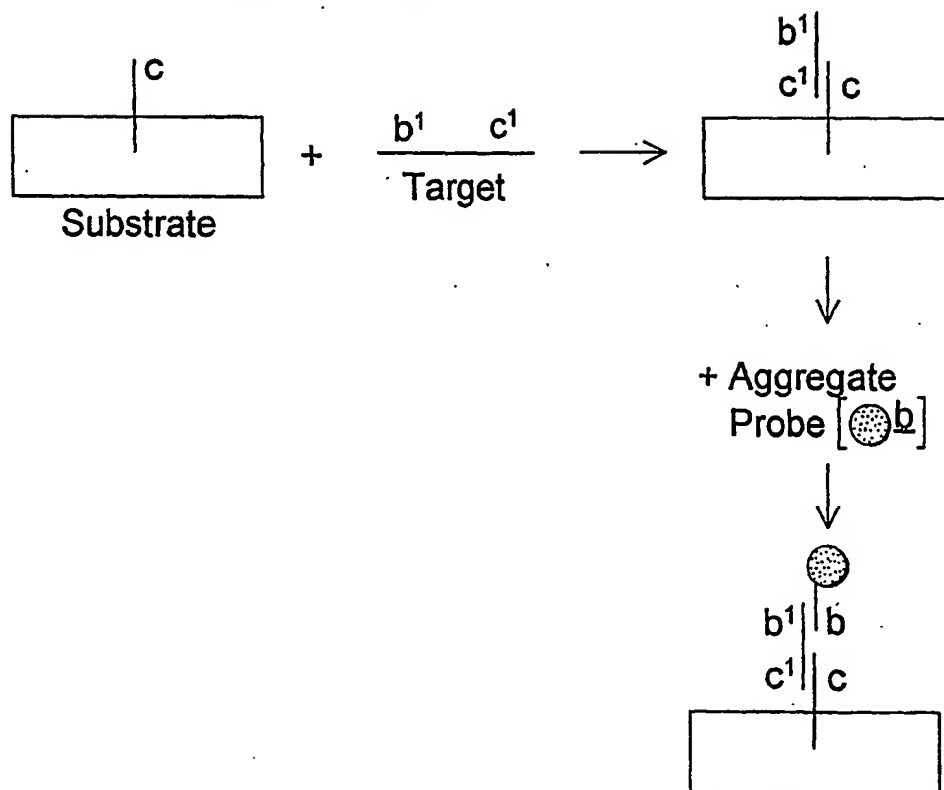 c
Substrate
+
b¹ c¹
Target
b¹
c¹ c
+ Aggregate
Probe [b]
b¹ b
c¹ c